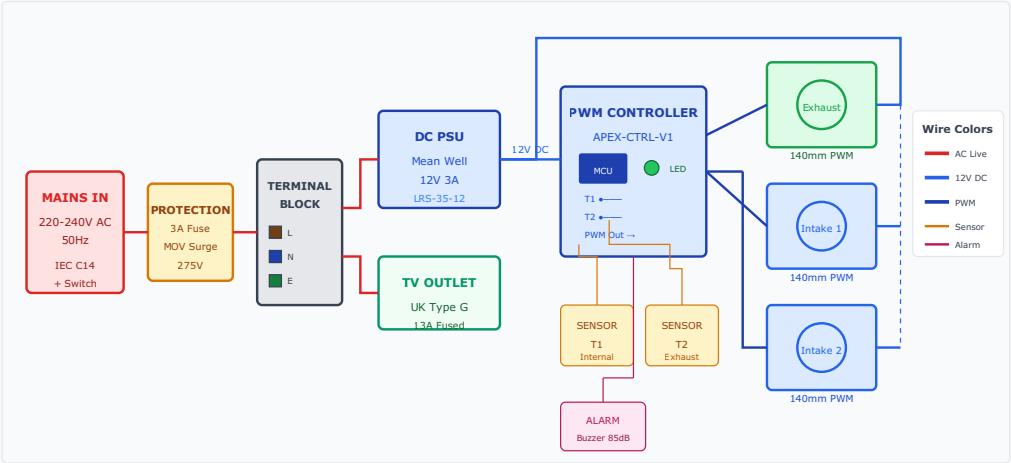 MAINS IN
220-240V AC
50Hz
IEC C14
+ Switch
PROTECTION
3A Fuse
MOV Surge
275V
TERMINAL
BLOCK
L
N
E
DC PSU
Mean Well
12V 3A
LRS-35-12
TV OUTLET
UK Type G
13A Fused
12V DC
PWM CONTROLLER
APEX-CTRL-V1
MCU
LED
T1
T2
PWM Out →
SENSOR
T1
Internal
SENSOR
T2
Exhaust
ALARM
Buzzer 85dB
Exhaust
140mm PWM
Intake 1
140mm PWM
Intake 2
140mm PWM
Wire Colors
AC Live
12V DC
PWM
Sensor
Alarm